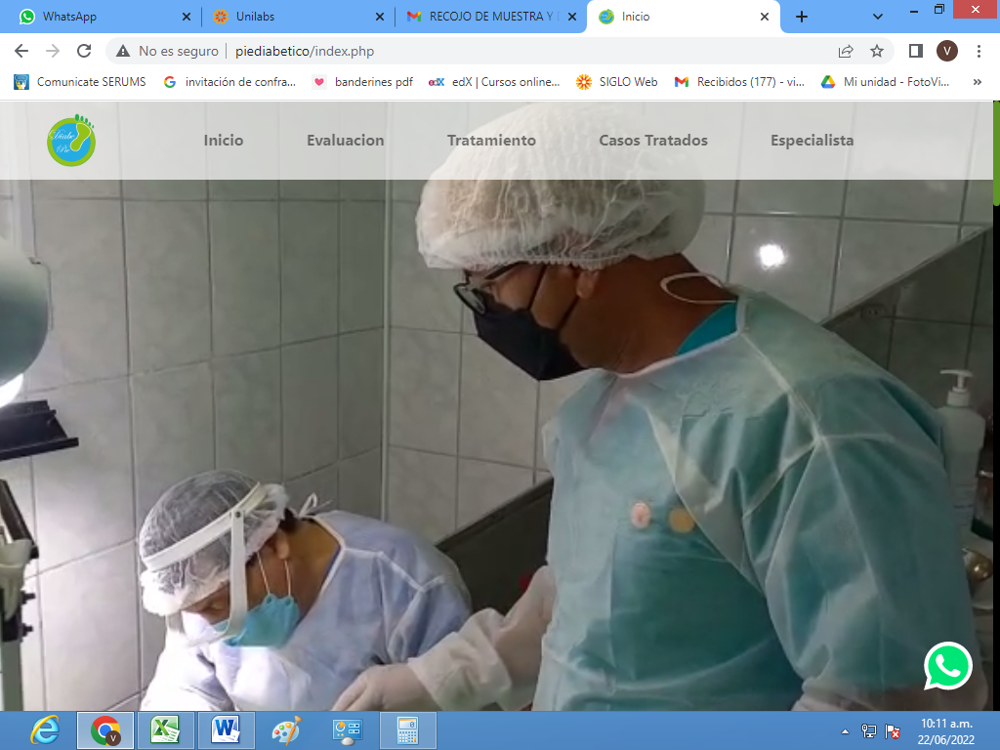 WhatsApp
Unilabs
RECOJO DE MUESTRA Y
Inicio
No es seguro
piediabetico/index.php
Comunicate SERUMS
invitación de confra...
banderines pdf
edX | Cursos online...
SIGLO Web
Recibidos (177) - vi...
Mi unidad - FotoVi...
»
V
Diabe
Pie
Inicio
Evaluacion
Tratamiento
Casos Tratados
Especialista
10:11 a.m.
22/06/2022